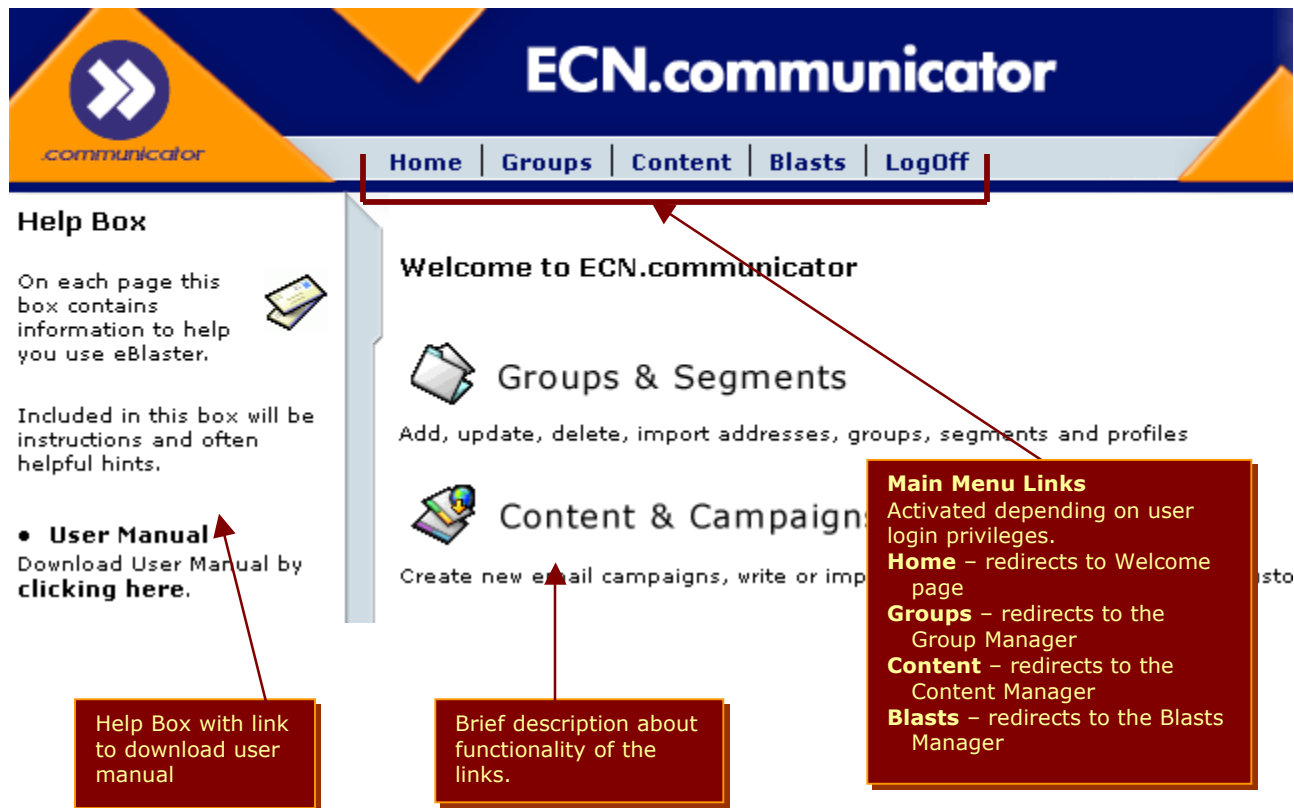 ECN.communicator
.communicator
Home | Groups | Content | Blasts | LogOff
Help Box
On each page this
box contains
information to help
you use eBlaster.
Included in this box will be
instructions and often
helpful hints.
• User Manual
Download User Manual by
clicking here.
Welcome to ECN.communicator
Groups & Segments
Add, update, delete, import addresses, groups, segments and profiles
Content & Campaign
Create new email campaigns, write or imp
Main Menu Links
Activated depending on user
login privileges.
Home – redirects to Welcome
page
Groups – redirects to the
Group Manager
Content – redirects to the
Content Manager
Blasts – redirects to the Blasts
Manager
Help Box with link
to download user
manual
Brief description about
functionality of the
links.